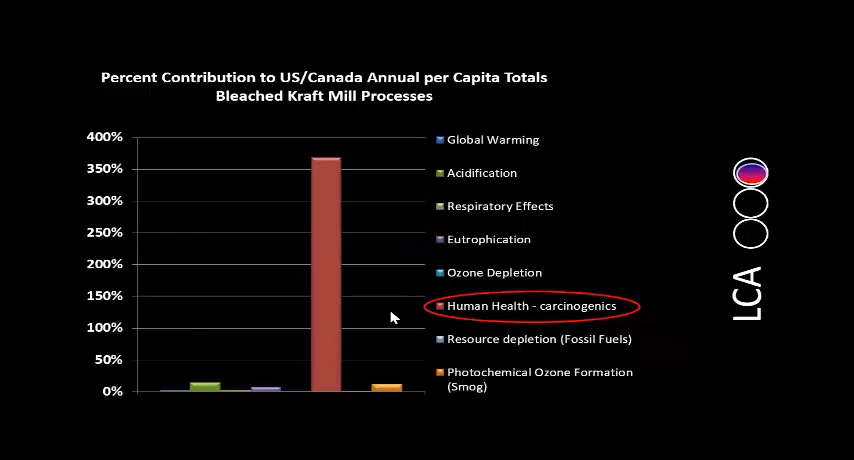 Percent Contribution to US/Canada Annual per Capita Totals
Bleached Kraft Mill Processes
400%
350%
300%
250%
200%
150%
100%
50%
0%
Global Warming
Acidification
Respiratory Effects
Eutrophication
Ozone Depletion
Human Health - carcinogenics
Resource depletion (Fossil Fuels)
Photochemical Ozone Formation
(Smog)
LCA